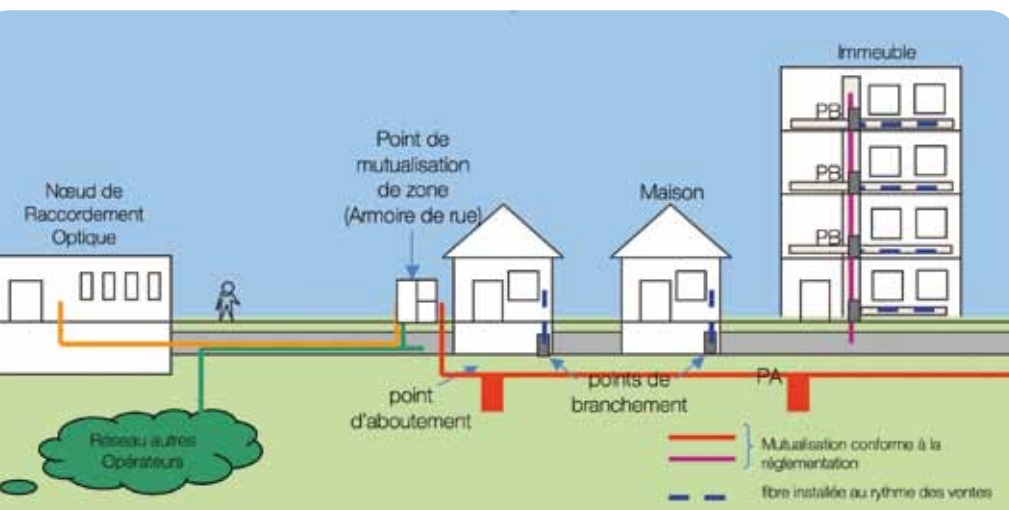 Immeuble
PB
Point de
mutualisation
de zone
(Armoire de rue)
PB
Nœud de
Raccordement
Optique
Maison
PB
point
d'aboutement
points de
branchement
PA
Réseau autres
Opérateurs
Mutualisation conforme à la
réglementation
fibre installée au rythme des ventes